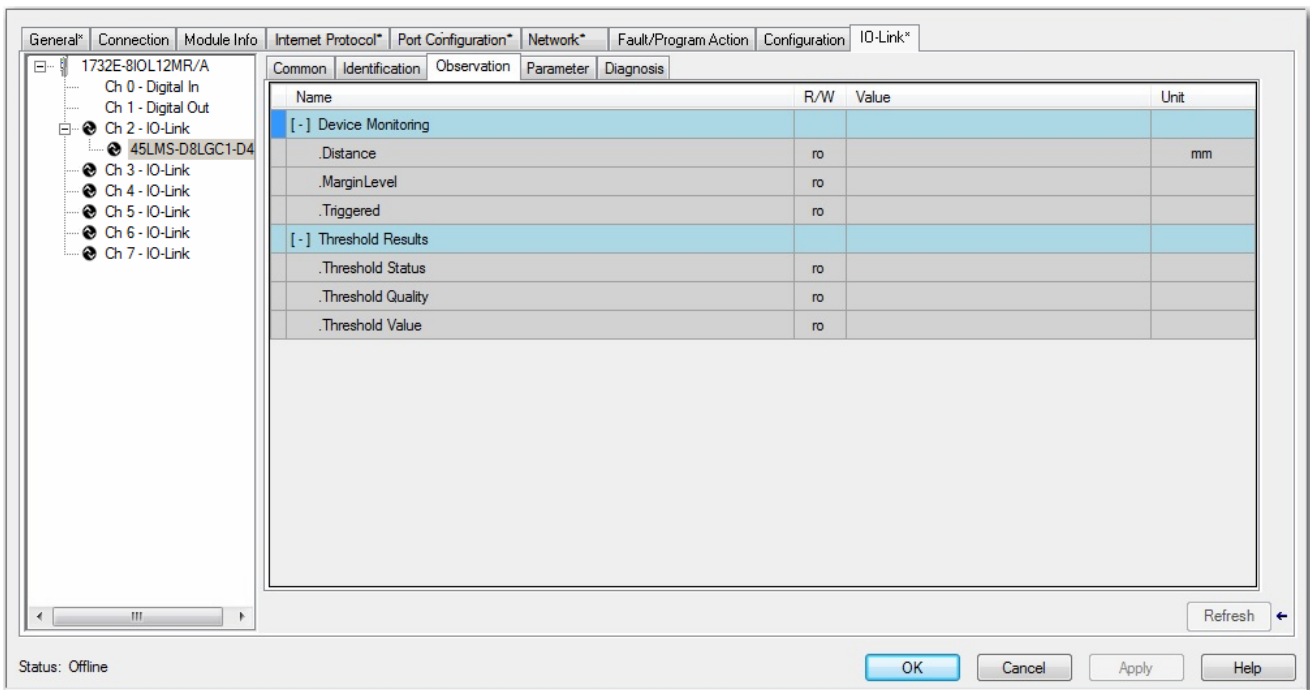 General* Connection Module Info Internet Protocol* Port Configuration* Network* Fault/Program Action Configuration IO-Link*
1732E-8IOL12MR/A
Ch 0 - Digital In
Ch 1 - Digital Out
Ch 2 - IO-Link
45LMS-D8LGC1-D4
Ch 3 - IO-Link
Ch 4 - IO-Link
Ch 5 - IO-Link
Ch 6 - IO-Link
Ch 7 - IO-Link
Common Identification Observation Parameter Diagnosis
Name R/W Value Unit
[-] Device Monitoring
.Distance ro mm
.MarginLevel ro
.Triggered ro
[-] Threshold Results
.Threshold Status ro
.Threshold Quality ro
.Threshold Value ro
Refresh
Status: Offline OK Cancel Apply Help